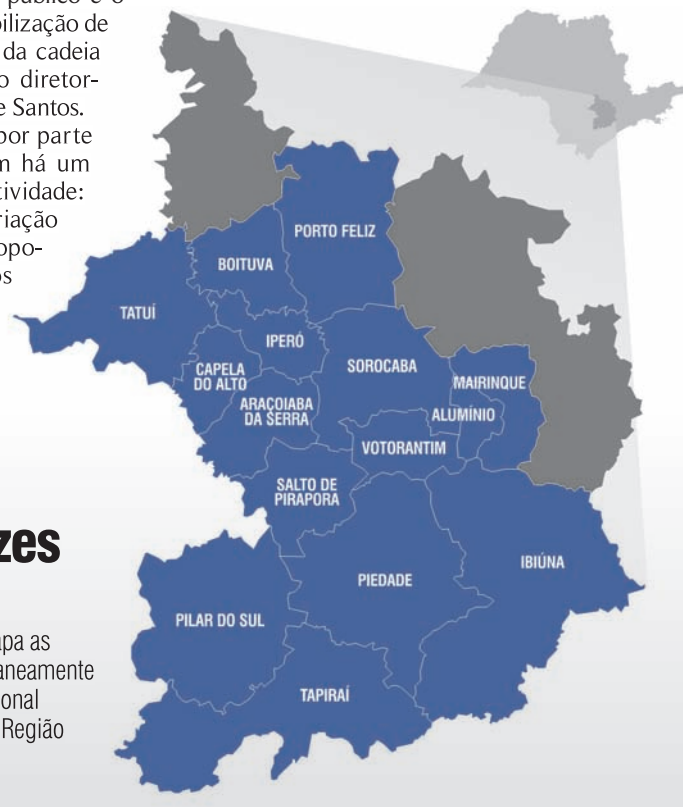 público e o
bilização de
da cadeia
o diretor-
e Santos.
por parte
m há um
tividade:
riação
opo-
os
PORTO FELIZ
BOITUVA
TATUÍ
IPERÓ
SOROCABA
CAPELA
DO ALTO
MAIRINQUE
ARAÇOIABA
DA SERRA
ALUMÍNIO
VOTORANTIM
SALTO DE
PIRAPORA
zes
IBIÚNA
PIEDADE
PILAR DO SUL
apa as
aneamente
onal
Região
TAPIRAÍ